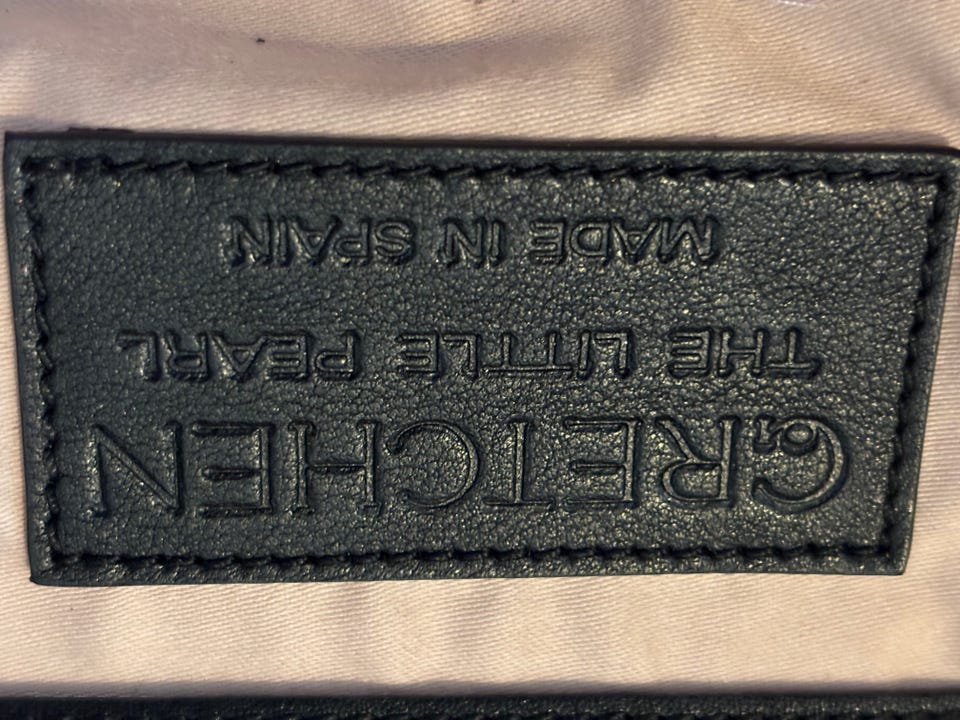 GRETCHEN
THE LITTLE PEARL
MADE IN SPAIN